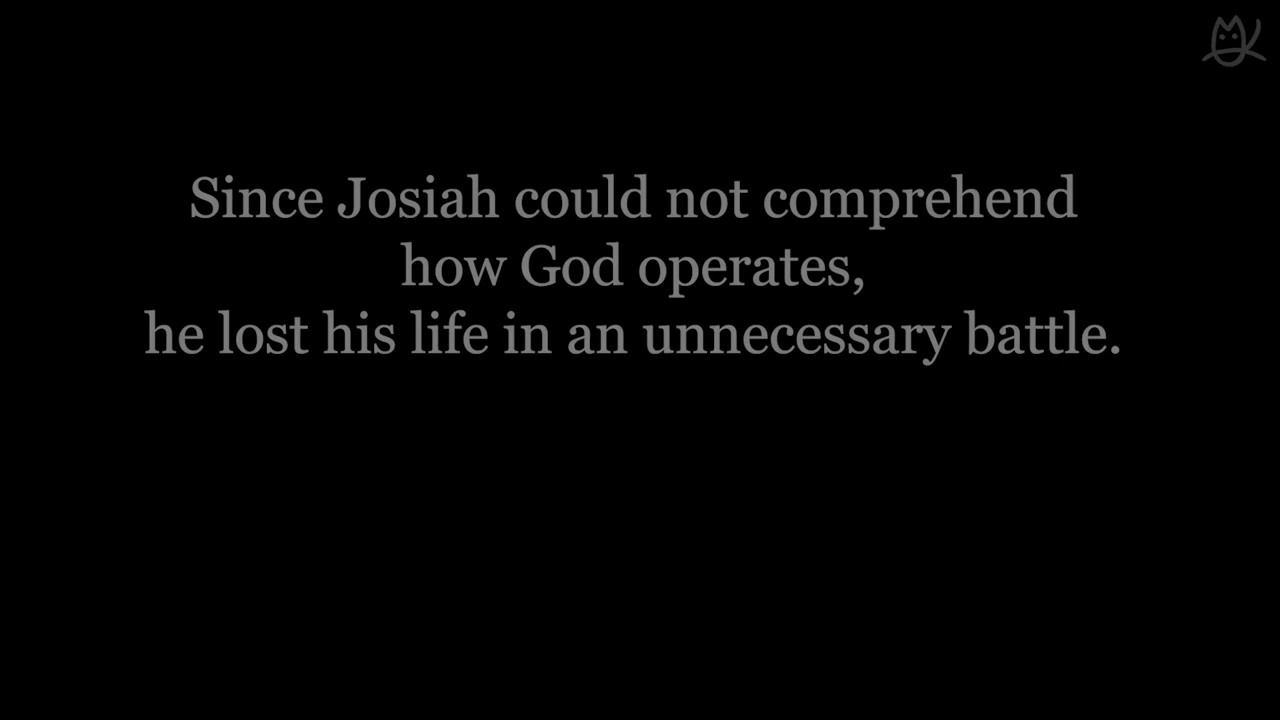 Since Josiah could not comprehend
how God operates,
he lost his life in an unnecessary battle.